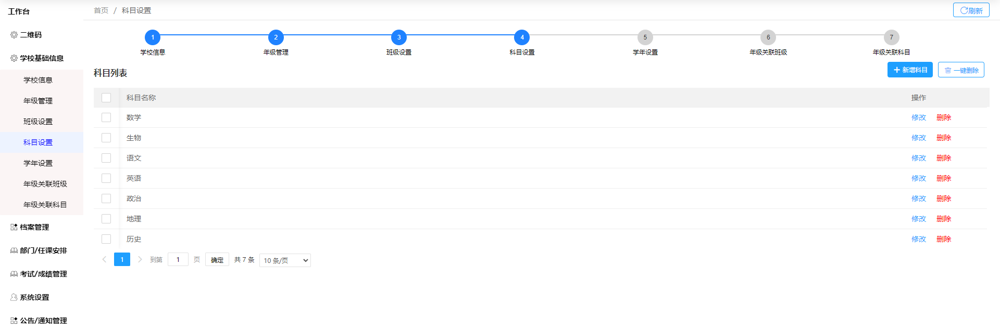 工作台
二维码
学校基础信息
学校信息
年级管理
班级设置
科目设置
学年设置
年级关联班级
年级关联科目
档案管理
部门/任课安排
考试/成绩管理
系统设置
公告/通知管理
首页 / 科目设置
刷新
1 2 3 4 5 6 7
学校信息 年级管理 班级设置 科目设置 学年设置 年级关联班级 年级关联科目
科目列表
新增科目 一键删除
科目名称 操作
数学 修改 删除
生物 修改 删除
语文 修改 删除
英语 修改 删除
政治 修改 删除
地理 修改 删除
历史 修改 删除
1 到第 1 页 确定 共 7 条 10 条/页